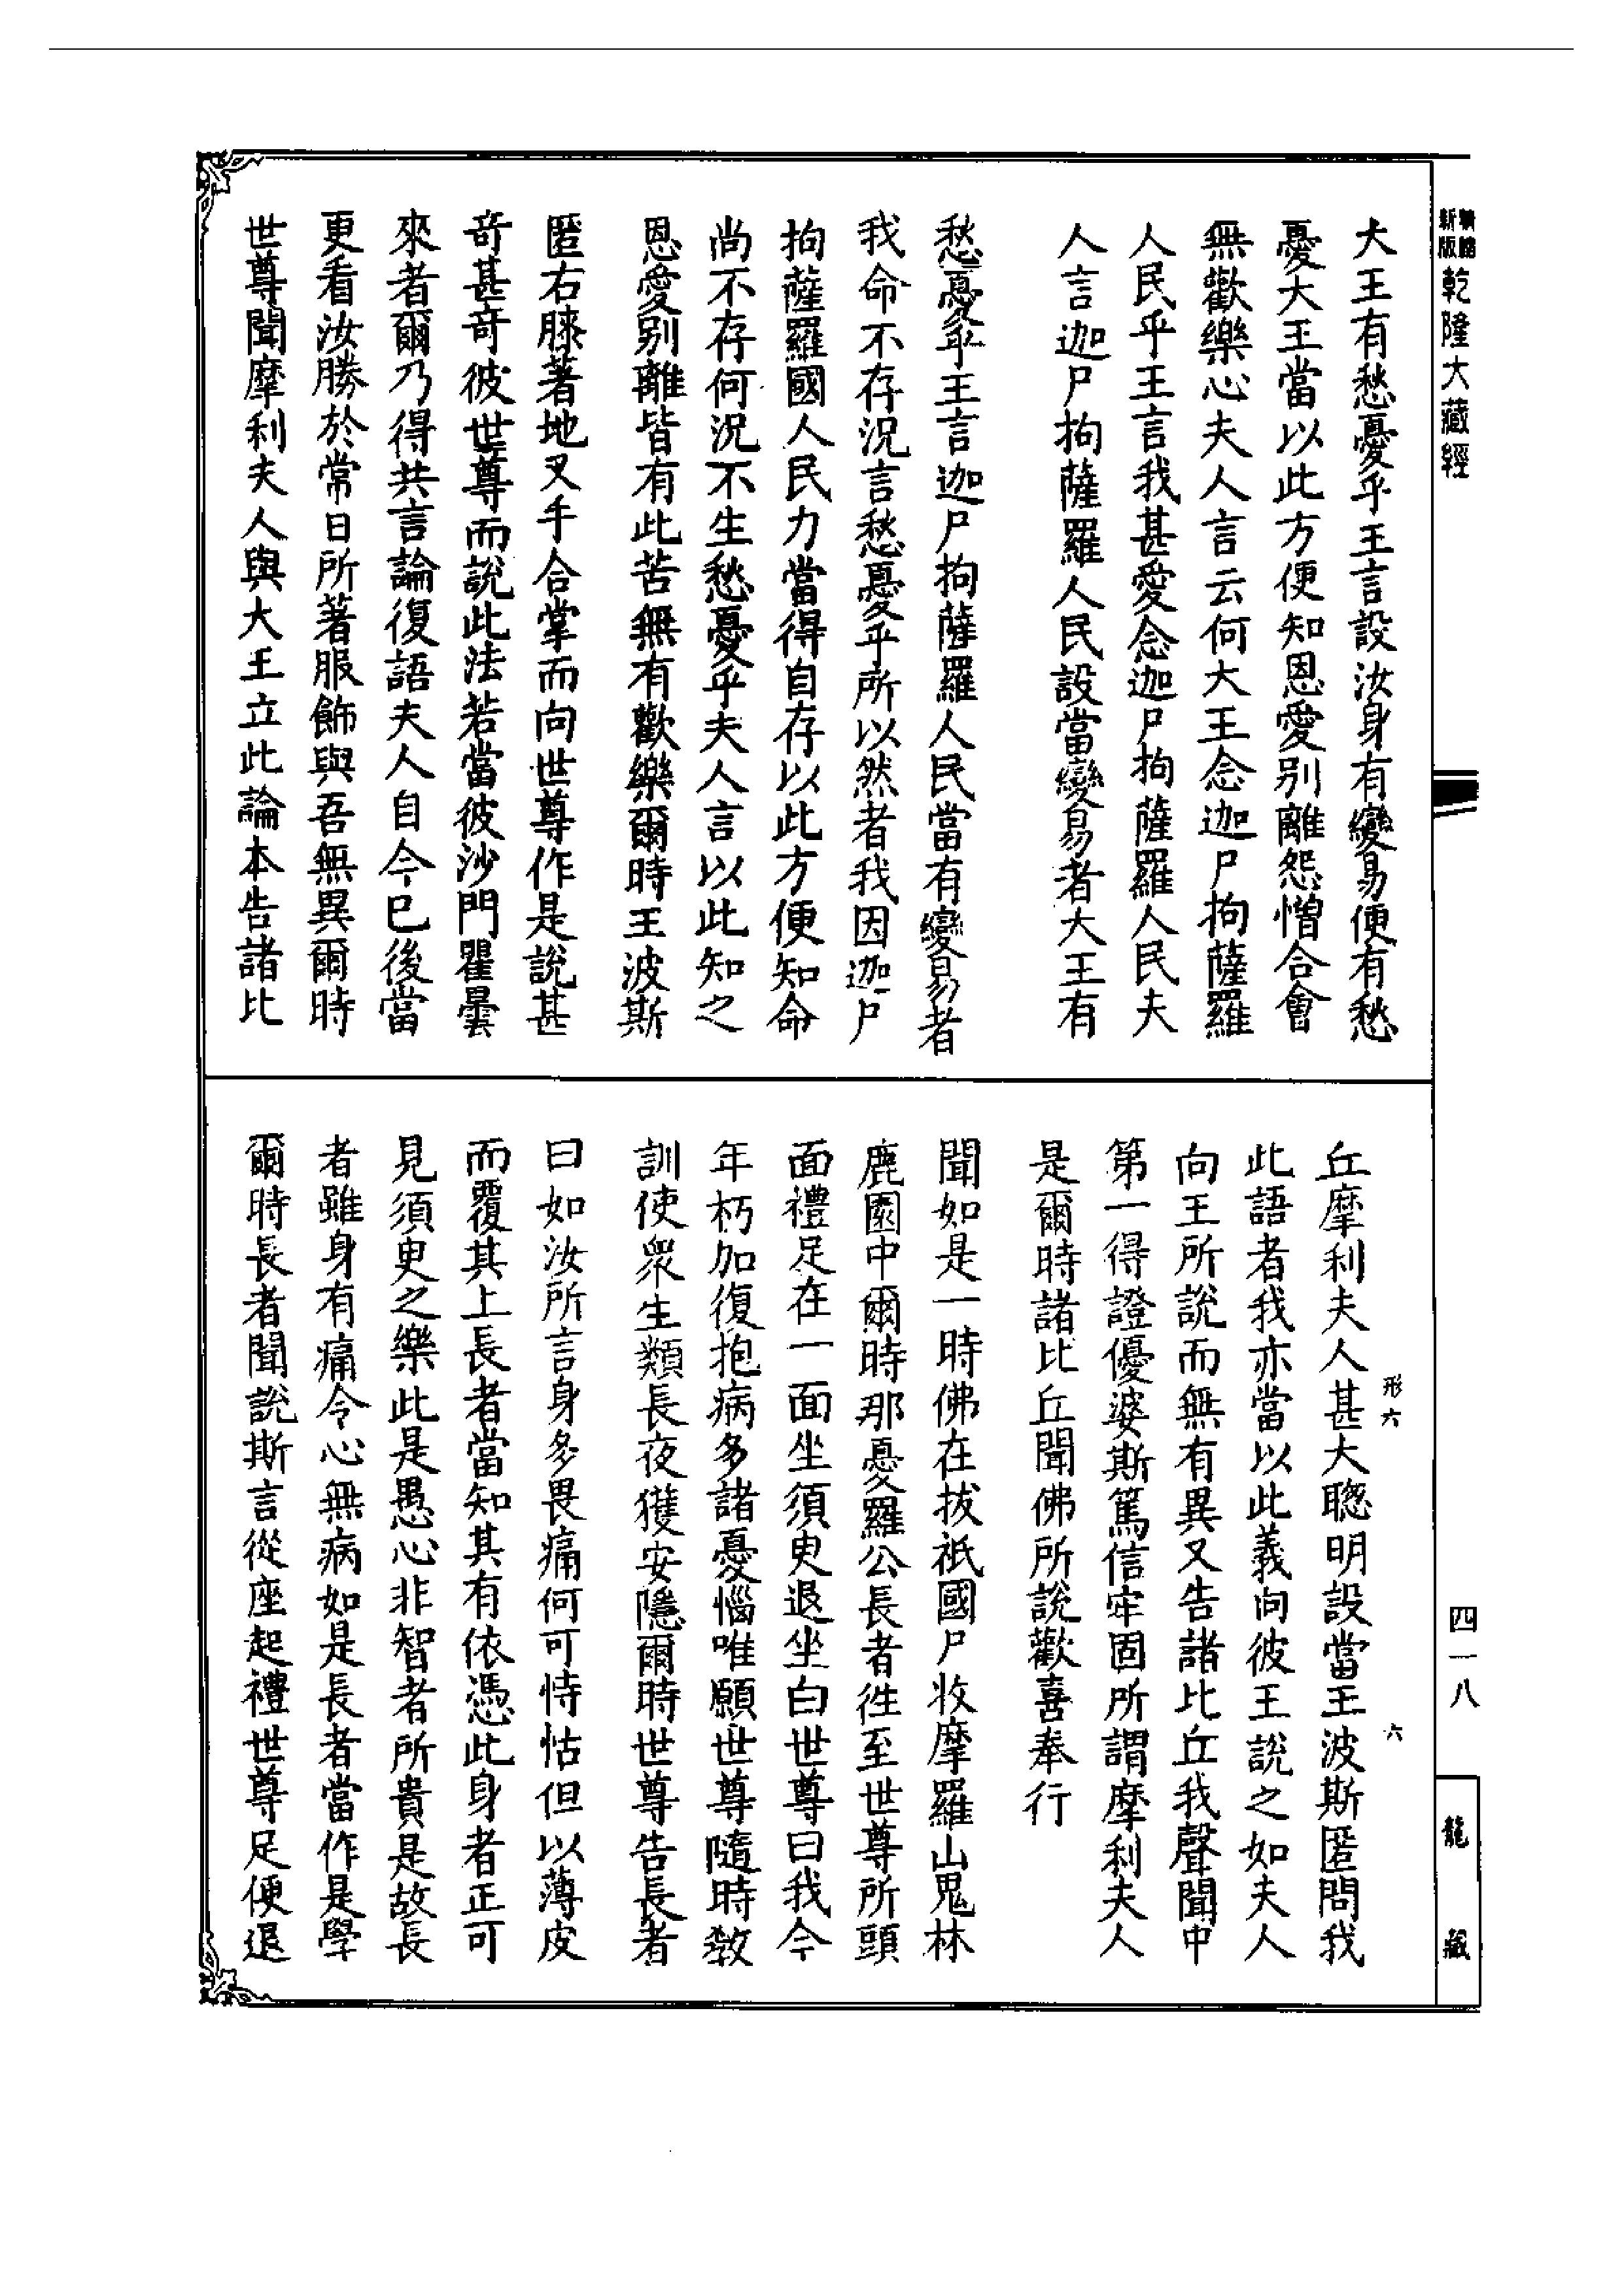 新版
乾隆大藏經
大王有愁憂乎王言設汝身有變易便有愁
憂大王當以此方便知恩愛别離怨憎合會
無歡樂心夫人言云何大王念迦尸拘薩羅
人民乎王言我甚愛念迦尸拘薩羅人民夫
人言迦尸拘薩羅人民設當變易者大王有
愁憂乎王言迦尸拘薩羅人民當有變易者
我命不存況言愁憂乎所以然者我因迦尸
拘薩羅國人民力當得自存以此方便知命
尚不存何況不生愁憂乎夫人言以此知之
恩愛别離皆有此苦無有歡樂爾時王波斯
匿右膝著地叉手合掌而向世尊作是說甚
奇甚奇彼世尊而說此法若當彼沙門瞿曇
來者爾乃得共言論復語夫人自今已後當
更看汝勝於常日所著服飾與吾無異爾時
世尊聞摩利夫人與大王立此論本告諸比
丘摩利夫人甚大聰明設當王波斯匿問我
此語者我亦當以此義向彼王說之如夫人
向王所說而無有異又告諸比丘我聲聞中
第一得證優婆斯篤信牢固所謂摩利夫人
是爾時諸比丘聞佛所說歡喜奉行
聞如是一時佛在拔祇國尸牧摩羅山鬼林
鹿園中爾時那憂羅公長者往至世尊所頭
面禮足在一面坐須臾退坐白世尊曰我今
年朽加復抱病多諸憂惱唯願世尊隨時教
訓使衆生類長夜獲安隱爾時世尊告長者
曰如汝所言身多畏痛何可恃怙但以薄皮
而覆其上長者當知其有依憑此身者正可
見須臾之樂此是愚心非智者所貴是故長
者雖身有痛令心無病如是長者當作是學
爾時長者聞說斯言從座起禮世尊足便退
形六
六
四一八
龍藏